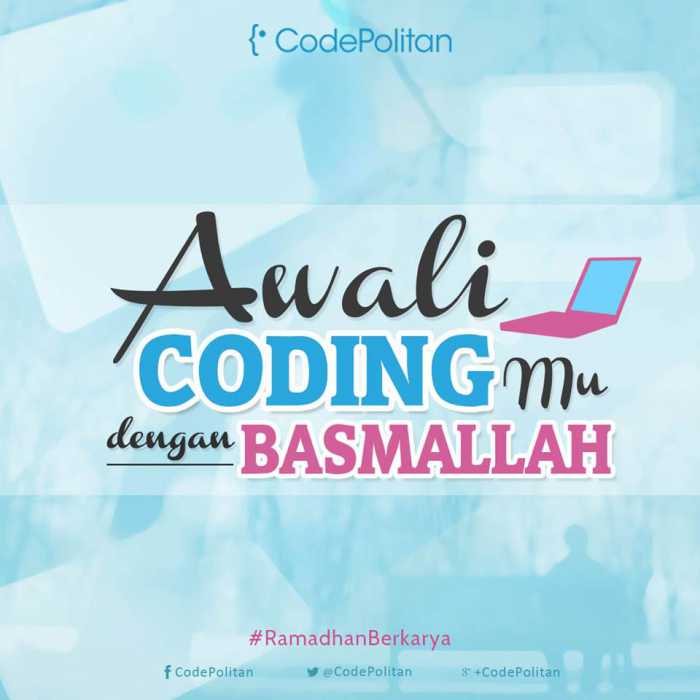 CodePolitan
Awali
CODING Mu
dengan BASMALLAH
#RamadhanBerkarya
CodePolitan @CodePolitan +CodePolitan